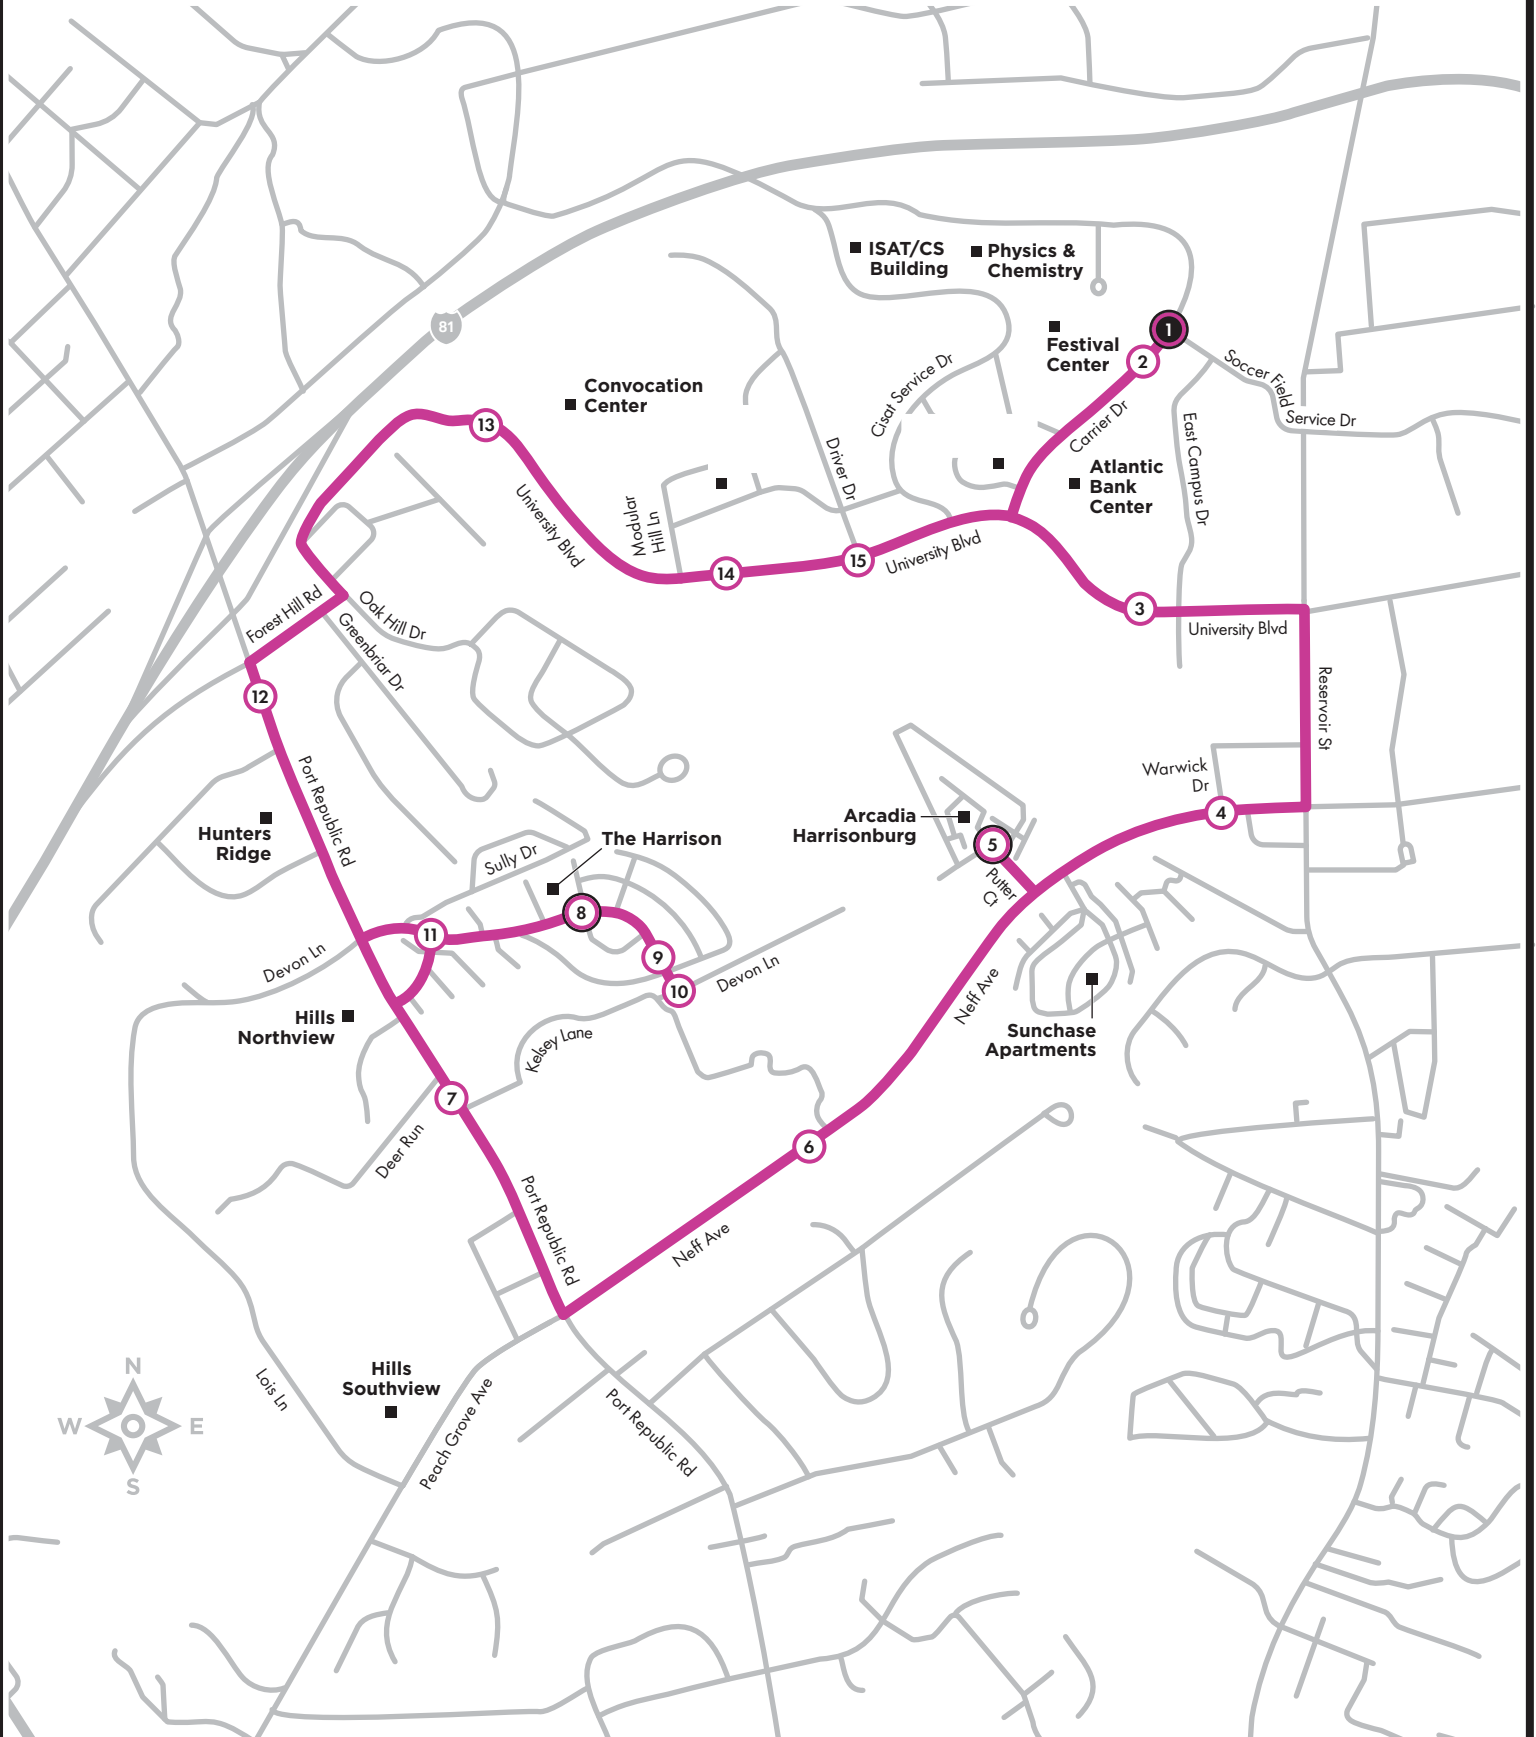 81
ISAT/CS
Building
Physics &
Chemistry
1
2
Festival
Center
Soccer Field
Service Dr
Convocation
Center
Cisat Service Dr
Carrier Dr
East Campus Dr
13
Driver Dr
Atlantic
Bank
Center
University Blvd
Modular
Hill Ln
14
15
University Blvd
3
University Blvd
Forest Hill Rd
Oak Hill Dr
Greenbriar Dr
12
Reservoir St
Port Republic Rd
Warwick
Dr
4
Hunters
Ridge
Arcadia
Harrisonburg
5
Putter
Ct
The Harrison
Sully Dr
8
11
9
10
Devon Ln
Devon Ln
Neff Ave
Sunchase
Apartments
Hills
Northview
Kelsey Lane
7
Deer Run
6
Port Republic Rd
Neff Ave
N
W
E
S
Lois Ln
Hills
Southview
Peach Grove Ave
Port Republic Rd